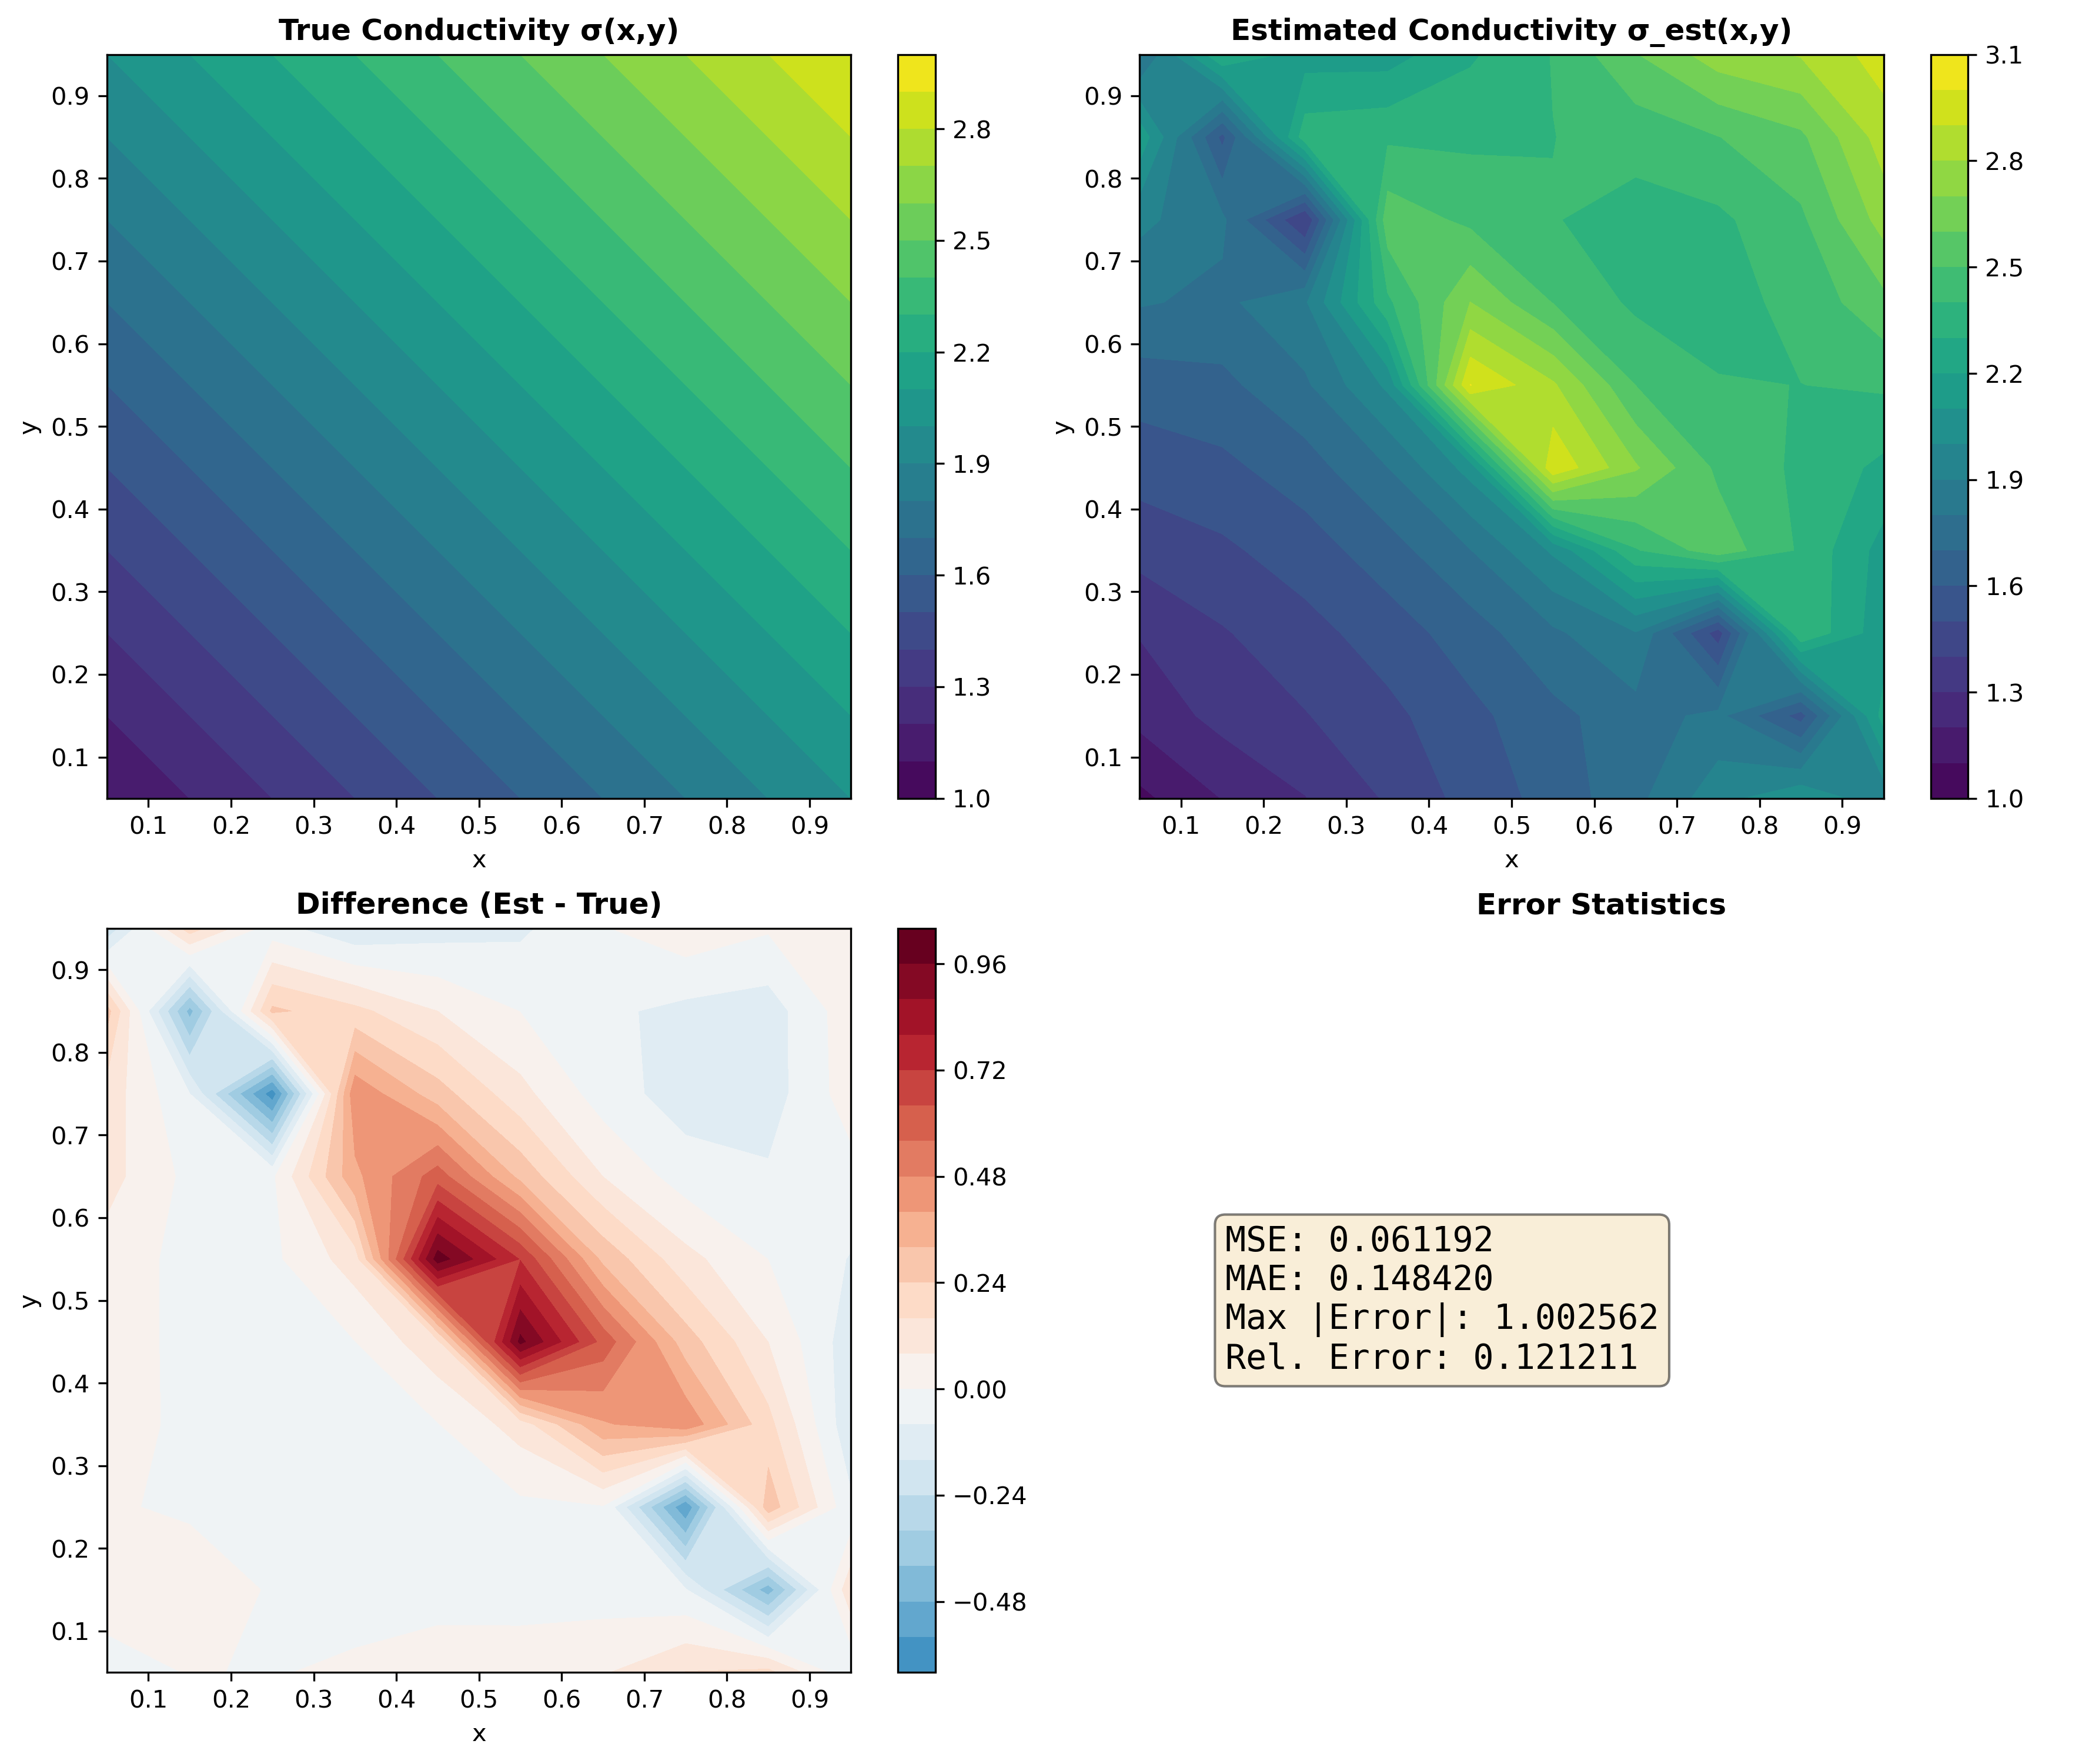 True Conductivity σ(x,y)
0.9
0.8
0.7
0.6
0.5
0.4
0.3
0.2
0.1
y
0.1 0.2 0.3 0.4 0.5 0.6 0.7 0.8 0.9
x
2.8
2.5
2.2
1.9
1.6
1.3
1.0
Estimated Conductivity σ_est(x,y)
0.9
0.8
0.7
0.6
0.5
0.4
0.3
0.2
0.1
y
0.1 0.2 0.3 0.4 0.5 0.6 0.7 0.8 0.9
x
3.1
2.8
2.5
2.2
1.9
1.6
1.3
1.0
Difference (Est - True)
0.9
0.8
0.7
0.6
0.5
0.4
0.3
0.2
0.1
y
0.1 0.2 0.3 0.4 0.5 0.6 0.7 0.8 0.9
x
0.96
0.72
0.48
0.24
0.00
−0.24
−0.48
Error Statistics
MSE: 0.061192
MAE: 0.148420
Max |Error|: 1.002562
Rel. Error: 0.121211